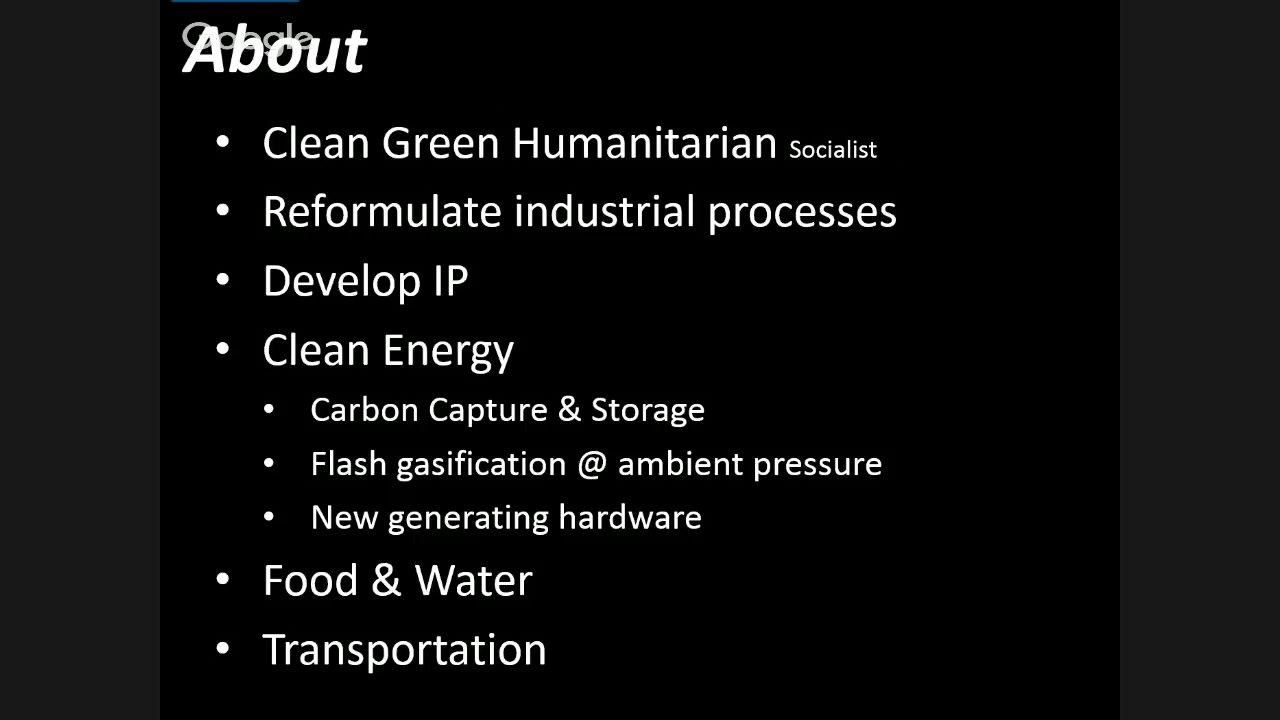 Google
About
• Clean Green Humanitarian Socialist
• Reformulate industrial processes
• Develop IP
• Clean Energy
• Carbon Capture & Storage
• Flash gasification @ ambient pressure
• New generating hardware
• Food & Water
• Transportation